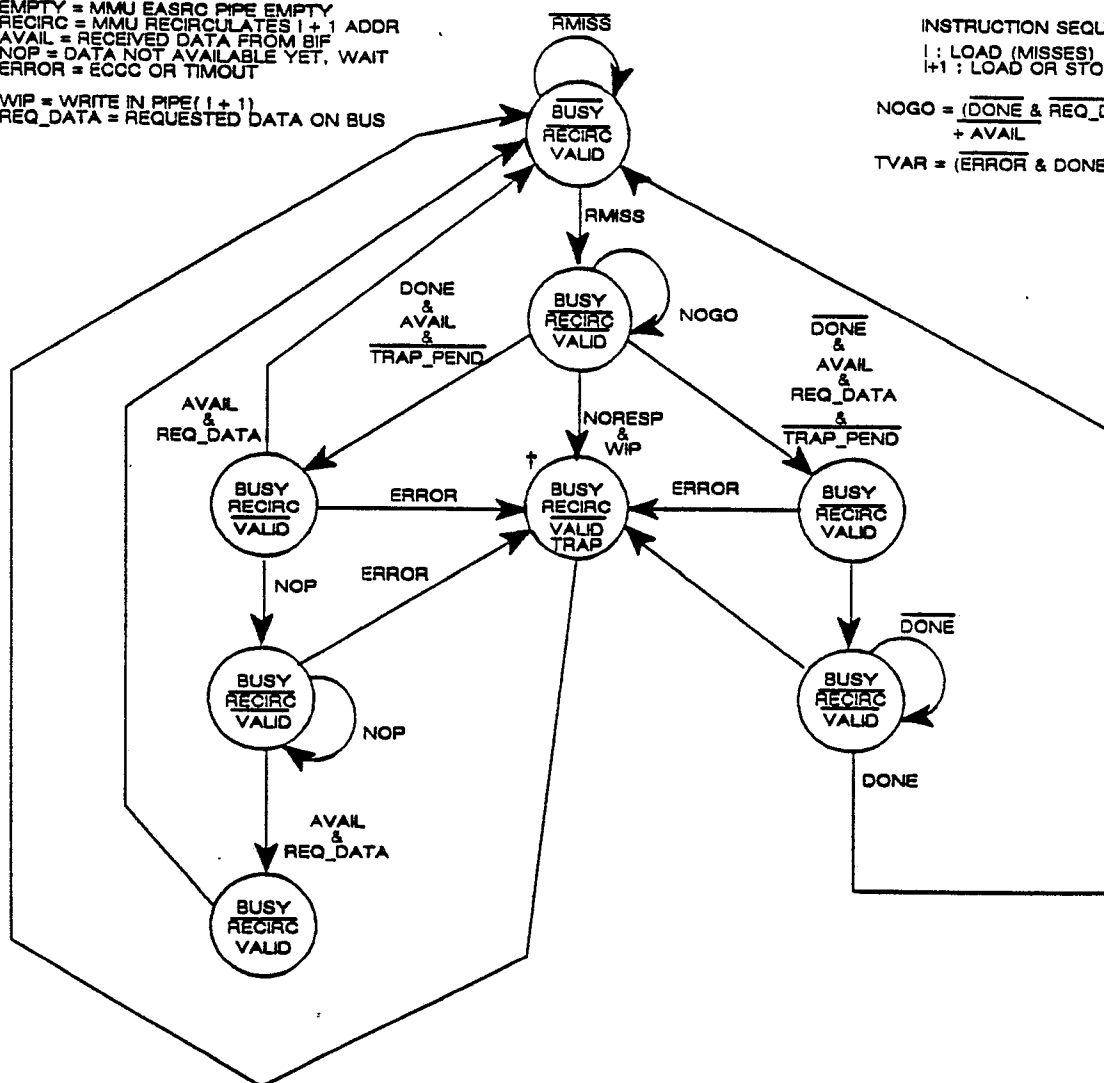 EMPTY = MMU EASRC PIPE EMPTY
RECIRC = MMU RECIRCULATES I + 1 ADDR
AVAIL = RECEIVED DATA FROM BIF
NOP = DATA NOT AVAILABLE YET, WAIT
ERROR = ECCC OR TIMOUT
WIP = WRITE IN PIPE( I + 1)
REQ_DATA = REQUESTED DATA ON BUS
INSTRUCTION SEQU
I : LOAD (MISSES)
I+1 : LOAD OR STO
NOGO = (DONE & REQ_D
+ AVAIL
TVAR = (ERROR & DONE
RMISS
BUSY
RECIRC
VALID
RMISS
BUSY
RECIRC
VALID
NOGO
DONE
&
AVAIL
&
TRAP_PEND
DONE
&
AVAIL
&
REQ_DATA
&
TRAP_PEND
AVAIL
&
REQ_DATA
NORESP
&
WIP
†
BUSY
RECIRC
VALID
ERROR
BUSY
RECIRC
VALID
TRAP
ERROR
BUSY
RECIRC
VALID
NOP
ERROR
DONE
BUSY
RECIRC
VALID
NOP
BUSY
RECIRC
VALID
DONE
AVAIL
&
REQ_DATA
BUSY
RECIRC
VALID